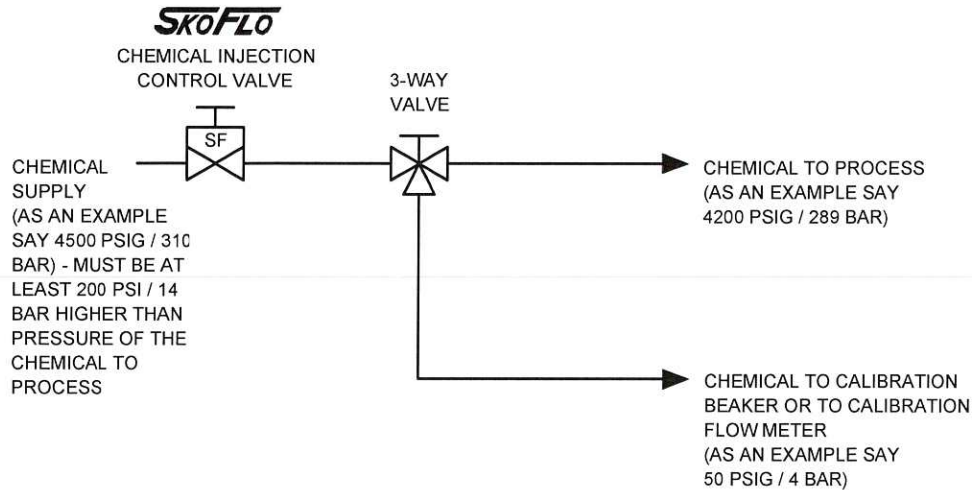 SKOFLO
CHEMICAL INJECTION
CONTROL VALVE
3-WAY
VALVE
SF
CHEMICAL
SUPPLY
(AS AN EXAMPLE
SAY 4500 PSIG / 310
BAR) - MUST BE AT
LEAST 200 PSI / 14
BAR HIGHER THAN
PRESSURE OF THE
CHEMICAL TO
PROCESS
CHEMICAL TO PROCESS
(AS AN EXAMPLE SAY
4200 PSIG / 289 BAR)
CHEMICAL TO CALIBRATION
BEAKER OR TO CALIBRATION
FLOW METER
(AS AN EXAMPLE SAY
50 PSIG / 4 BAR)